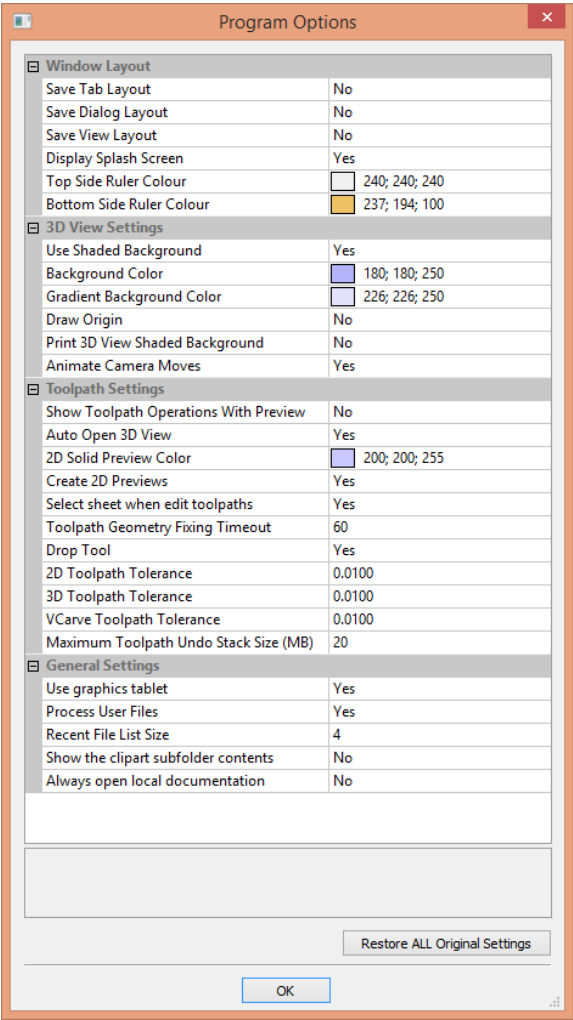 Program Options
Window Layout
Save Tab Layout No
Save Dialog Layout No
Save View Layout No
Display Splash Screen Yes
Top Side Ruler Colour 240; 240; 240
Bottom Side Ruler Colour 237; 194; 100
3D View Settings
Use Shaded Background Yes
Background Color 180; 180; 250
Gradient Background Color 226; 226; 250
Draw Origin No
Print 3D View Shaded Background No
Animate Camera Moves Yes
Toolpath Settings
Show Toolpath Operations With Preview No
Auto Open 3D View Yes
2D Solid Preview Color 200; 200; 255
Create 2D Previews Yes
Select sheet when edit toolpaths Yes
Toolpath Geometry Fixing Timeout 60
Drop Tool Yes
2D Toolpath Tolerance 0.0100
3D Toolpath Tolerance 0.0100
VCarve Toolpath Tolerance 0.0100
Maximum Toolpath Undo Stack Size (MB) 20
General Settings
Use graphics tablet Yes
Process User Files Yes
Recent File List Size 4
Show the clipart subfolder contents No
Always open local documentation No
Restore ALL Original Settings
OK